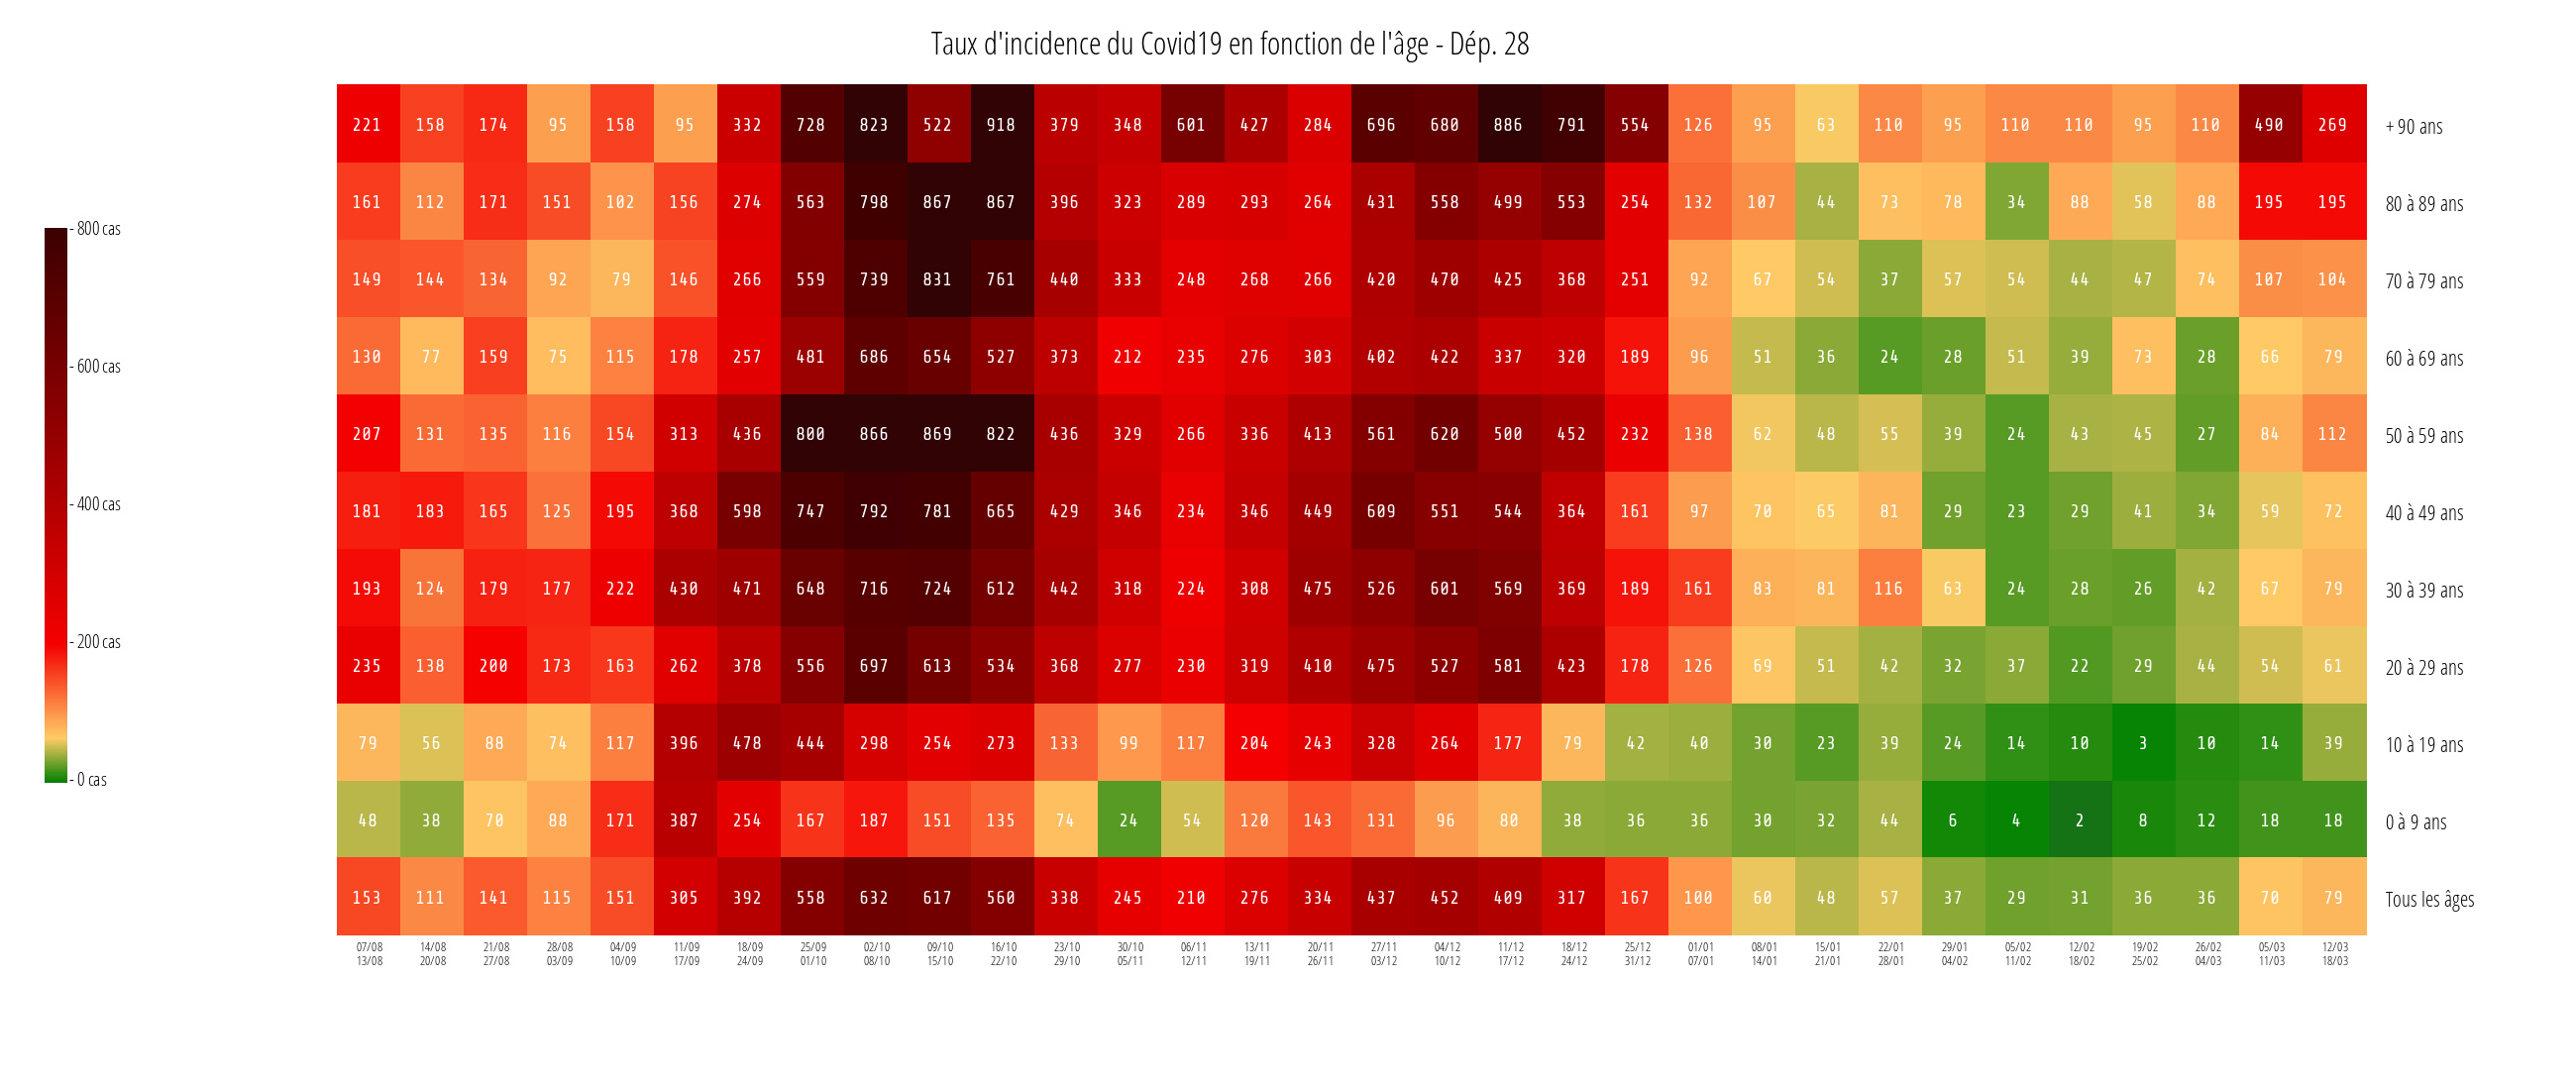 Taux d'incidence du Covid19 en fonction de l'âge - Dép. 28
221 158 174 95 158 95 332 728 823 522 918 379 348 601 427 284 696 680 886 791 554 126 95 63 110 95 110 110 95 110 490 269 + 90 ans
161 112 171 151 102 156 274 563 798 867 867 396 323 289 293 264 431 558 499 553 254 132 107 44 73 78 34 88 58 88 195 195 80 à 89 ans
- 800 cas
149 144 134 92 79 146 266 559 739 831 761 440 333 248 268 266 420 470 425 368 251 92 67 54 37 57 54 44 47 74 107 104 70 à 79 ans
130 77 159 75 115 178 257 481 686 654 527 373 212 235 276 303 402 422 337 320 189 96 51 36 24 28 51 39 73 28 66 79 60 à 69 ans
- 600 cas
207 131 135 116 154 313 436 800 866 869 822 436 329 266 336 413 561 620 500 452 232 138 62 48 55 39 24 43 45 27 84 112 50 à 59 ans
- 400 cas
181 183 165 125 195 368 598 747 792 781 665 429 346 234 346 449 609 551 544 364 161 97 70 65 81 29 23 29 41 34 59 72 40 à 49 ans
193 124 179 177 222 430 471 648 716 724 612 442 318 224 308 475 526 601 569 369 189 161 83 81 116 63 24 28 26 42 67 79 30 à 39 ans
- 200 cas
235 138 200 173 163 262 378 556 697 613 534 368 277 230 319 410 475 527 581 423 178 126 69 51 42 32 37 22 29 44 54 61 20 à 29 ans
79 56 88 74 117 396 478 444 298 254 273 133 99 117 204 243 328 264 177 79 42 40 30 23 39 24 14 10 3 10 14 39 10 à 19 ans
- 0 cas
48 38 70 88 171 387 254 167 187 151 135 74 24 54 120 143 131 96 80 38 36 36 30 32 44 6 4 2 8 12 18 18 0 à 9 ans
153 111 141 115 151 305 392 558 632 617 560 338 245 210 276 334 437 452 409 317 167 100 60 48 57 37 29 31 36 36 70 79 Tous les âges
07/08 14/08 21/08 28/08 04/09 11/09 18/09 25/09 02/10 09/10 16/10 23/10 30/10 06/11 13/11 20/11 27/11 04/12 11/12 18/12 25/12 01/01 08/01 15/01 22/01 29/01 05/02 12/02 19/02 26/02 05/03 12/03
13/08 20/08 27/08 03/09 10/09 17/09 24/09 01/10 08/10 15/10 22/10 29/10 05/11 12/11 19/11 26/11 03/12 10/12 17/12 24/12 31/12 07/01 14/01 21/01 28/01 04/02 11/02 18/02 25/02 04/03 11/03 18/03